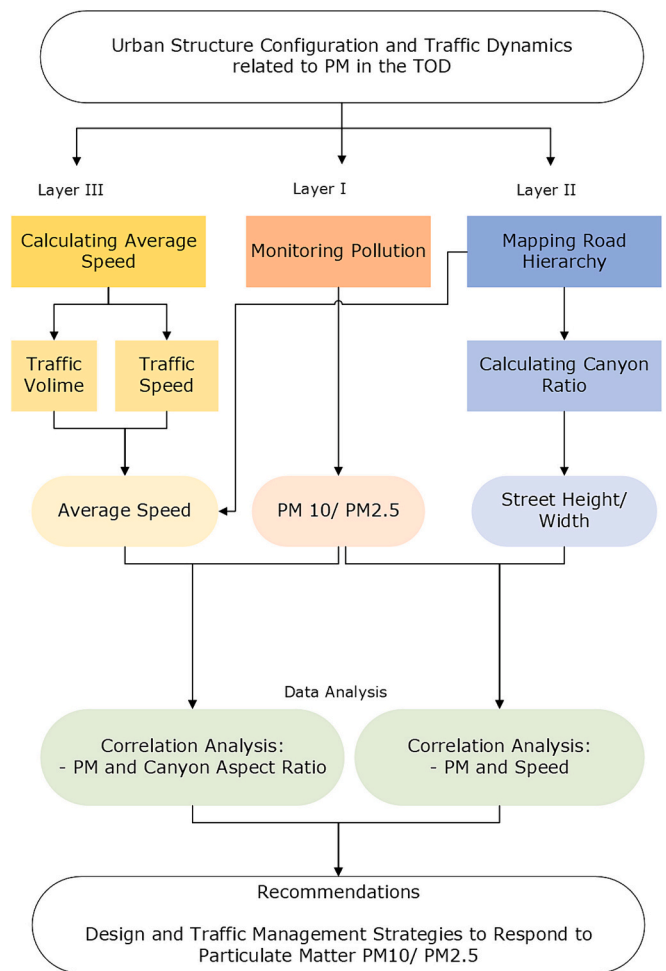 Urban Structure Configuration and Traffic Dynamics
related to PM in the TOD
Layer III
Layer I
Layer II
Calculating Average
Speed
Monitoring Pollution
Mapping Road
Hierarchy
Traffic
Volime
Traffic
Speed
Calculating Canyon
Ratio
Average Speed
PM 10/ PM2.5
Street Height/
Width
Data Analysis
Correlation Analysis:
- PM and Canyon Aspect Ratio
Correlation Analysis:
- PM and Speed
Recommendations
Design and Traffic Management Strategies to Respond to
Particulate Matter PM10/ PM2.5